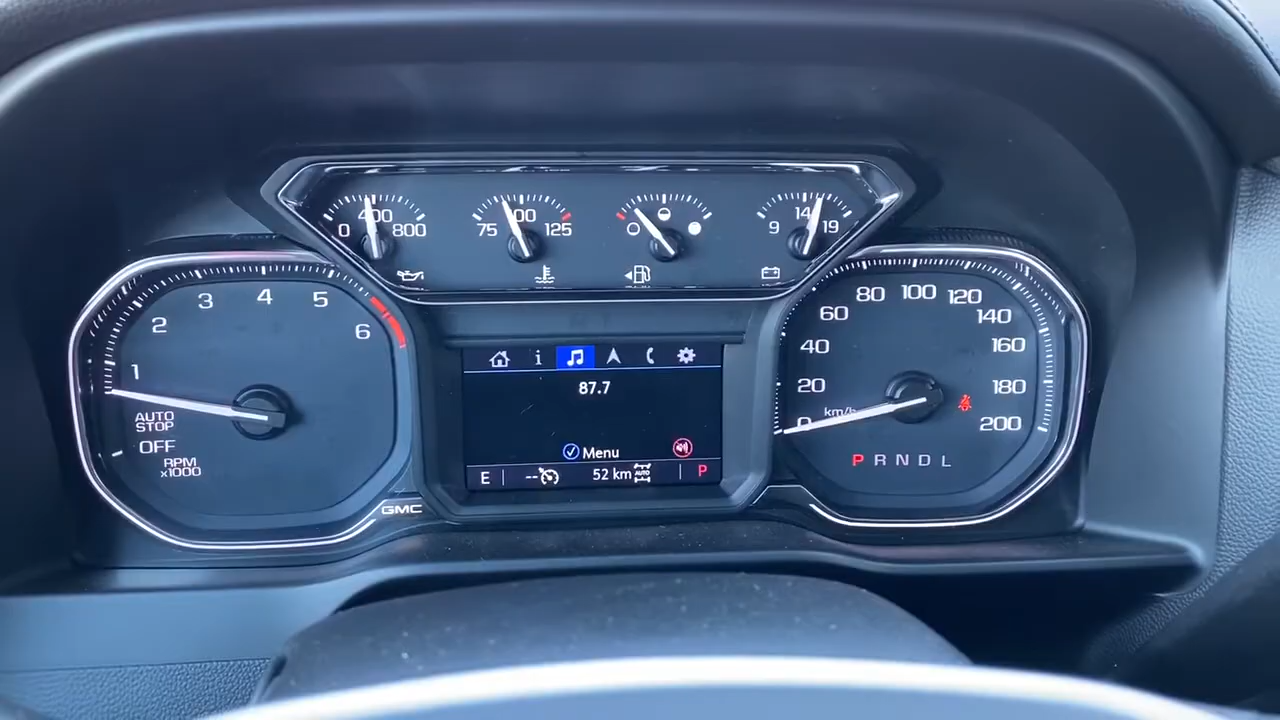 0 400 800
75 100 125
9 14 19
1 2 3 4 5 6
AUTO
STOP
OFF
RPM
x1000
GMC
i
87.7
Menu
E -- 52 km AUTO P
0 20 40 60 80 100 120 140 160 180 200
km/h
P R N D L